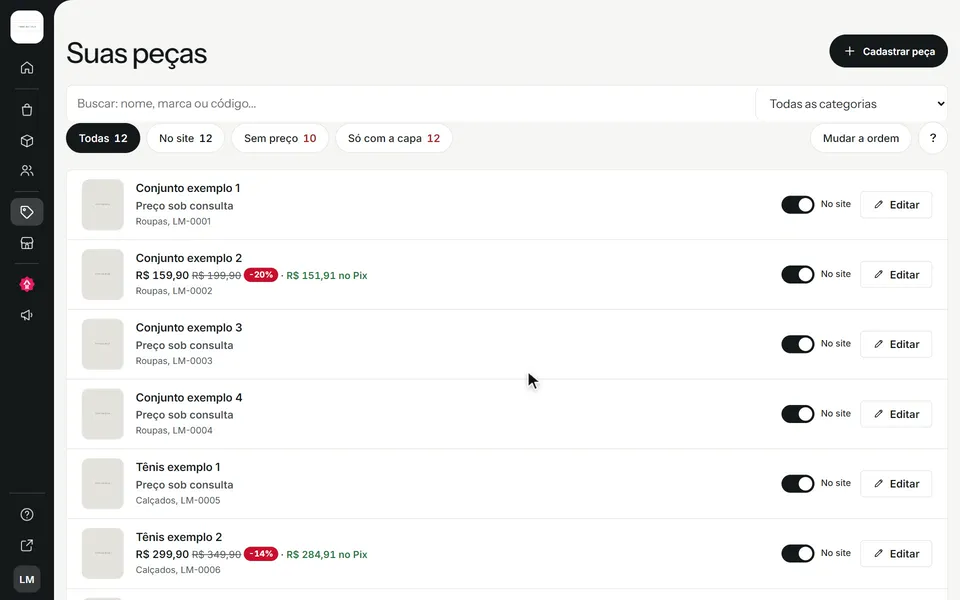 Suas peças
+ Cadastrar peça
Buscar: nome, marca ou código...
Todas as categorias
Todas 12
No site 12
Sem preço 10
Só com a capa 12
Mudar a ordem
?
Conjunto exemplo 1
Preço sob consulta
Roupas, LM-0001
No site
Editar
Conjunto exemplo 2
R$ 159,90 R$ 199,90 -20% · R$ 151,91 no Pix
Roupas, LM-0002
No site
Editar
Conjunto exemplo 3
Preço sob consulta
Roupas, LM-0003
No site
Editar
Conjunto exemplo 4
Preço sob consulta
Roupas, LM-0004
No site
Editar
Tênis exemplo 1
Preço sob consulta
Calçados, LM-0005
No site
Editar
Tênis exemplo 2
R$ 299,90 R$ 349,90 -14% · R$ 284,91 no Pix
Calçados, LM-0006
No site
Editar
LM